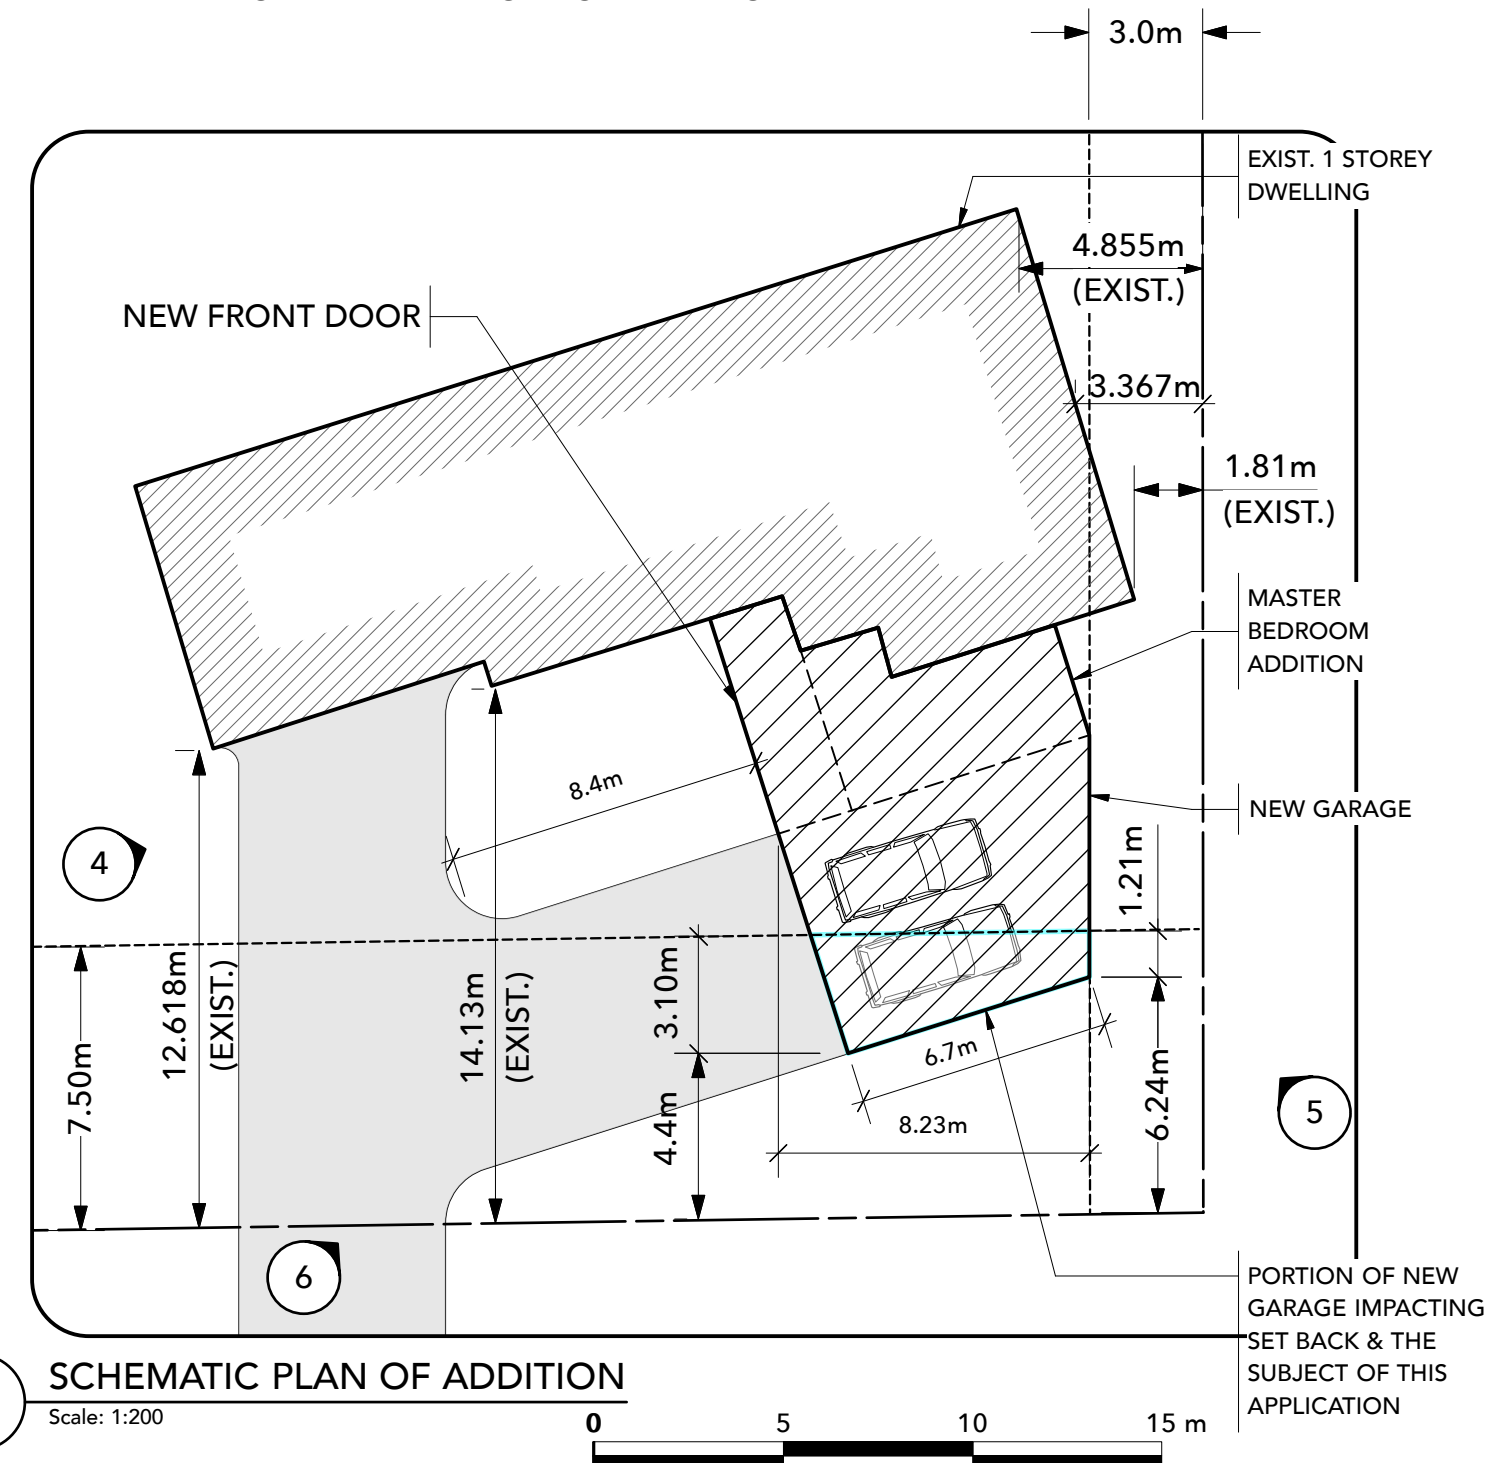 3.0m
EXIST. 1 STOREY
DWELLING
4.855m
(EXIST.)
NEW FRONT DOOR
3.367m
1.81m
(EXIST.)
MASTER
BEDROOM
ADDITION
8.4m
NEW GARAGE
4
1.21m
7.50m
12.618m
(EXIST.)
14.13m
(EXIST.)
3.10m
4.4m
6.7m
8.23m
6.24m
5
6
PORTION OF NEW
GARAGE IMPACTING
SET BACK & THE
SUBJECT OF THIS
APPLICATION
SCHEMATIC PLAN OF ADDITION
Scale: 1:200
0 5 10 15 m